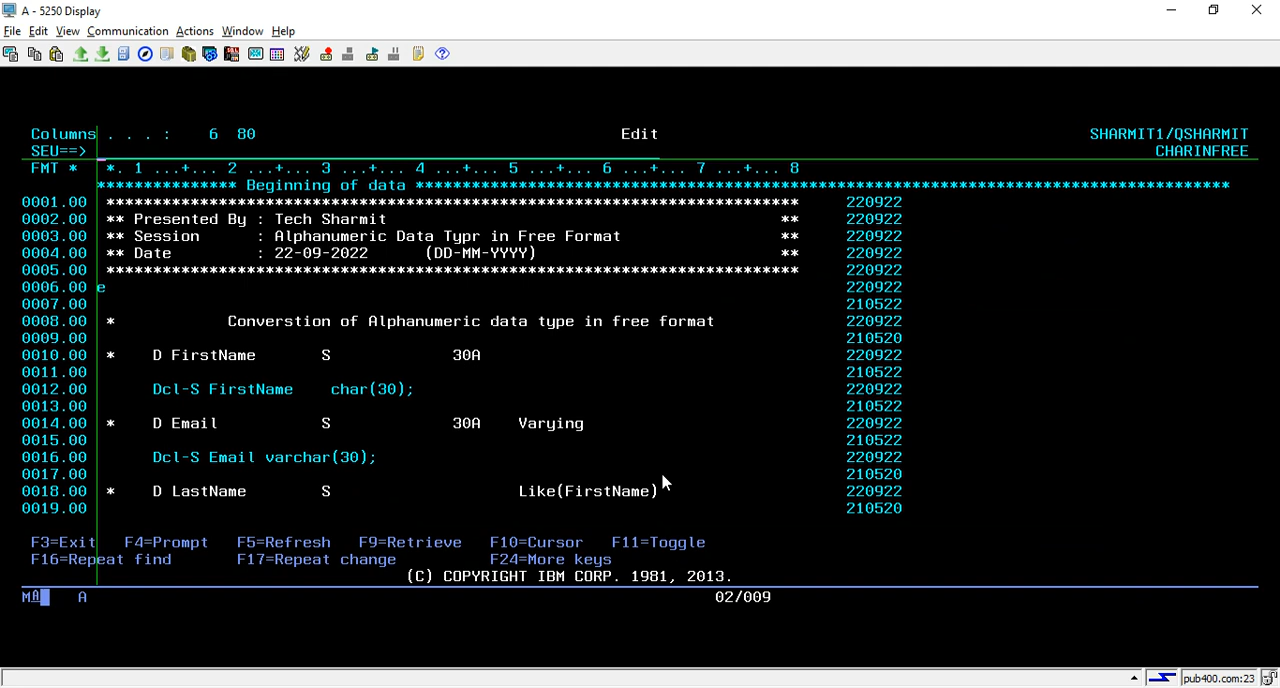 A - 5250 Display
File Edit View Communication Actions Window Help
Columns . . . : 6 80 Edit SHARMIT1/QSHARMIT
SEU==> CHARINFREE
FMT * *. 1 ...+... 2 ...+... 3 ...+... 4 ...+... 5 ...+... 6 ...+... 7 ...+... 8
*************** Beginning of data ***************************************************************************************
0001.00 ************************************************************************** 220922
0002.00 ** Presented By : Tech Sharmit ** 220922
0003.00 ** Session : Alphanumeric Data Typr in Free Format ** 220922
0004.00 ** Date : 22-09-2022 (DD-MM-YYYY) ** 220922
0005.00 ************************************************************************** 220922
0006.00 e 220922
0007.00 210522
0008.00 * Converstion of Alphanumeric data type in free format 220922
0009.00 210520
0010.00 * D FirstName S 30A 220922
0011.00 210522
0012.00 Dcl-S FirstName char(30); 220922
0013.00 210522
0014.00 * D Email S 30A Varying 220922
0015.00 210522
0016.00 Dcl-S Email varchar(30); 220922
0017.00 210520
0018.00 * D LastName S Like(FirstName) 220922
0019.00 210520
F3=Exit F4=Prompt F5=Refresh F9=Retrieve F10=Cursor F11=Toggle
F16=Repeat find F17=Repeat change F24=More keys
(C) COPYRIGHT IBM CORP. 1981, 2013.
MA A 02/009
pub400.com:23